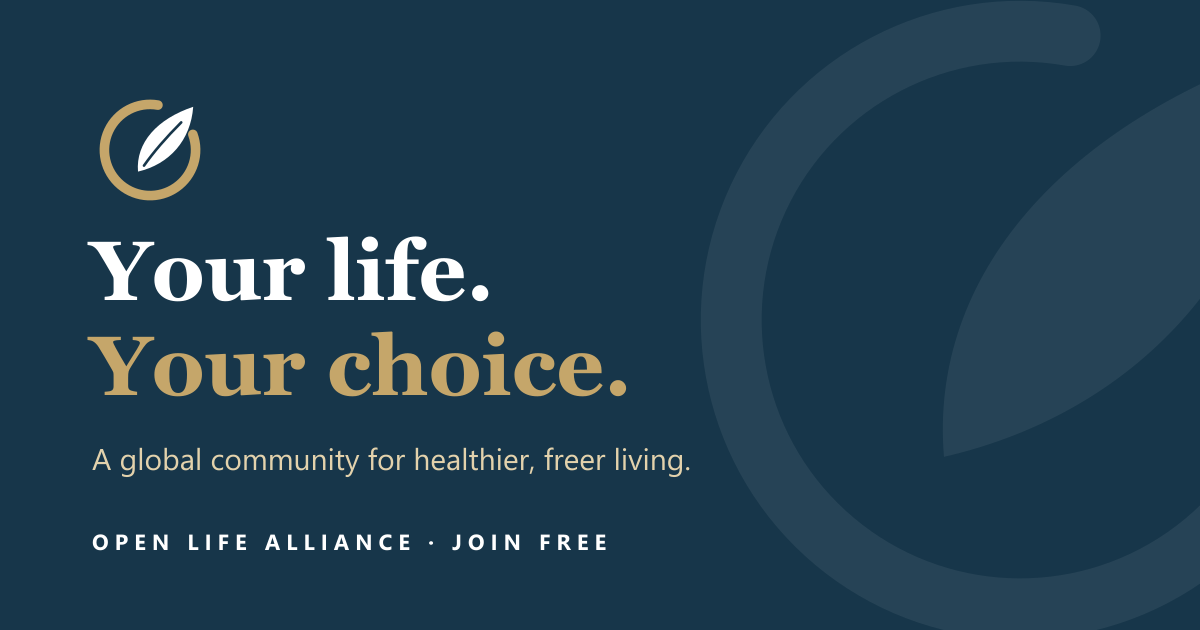 Your life.
Your choice.
A global community for healthier, freer living.
OPEN LIFE ALLIANCE · JOIN FREE